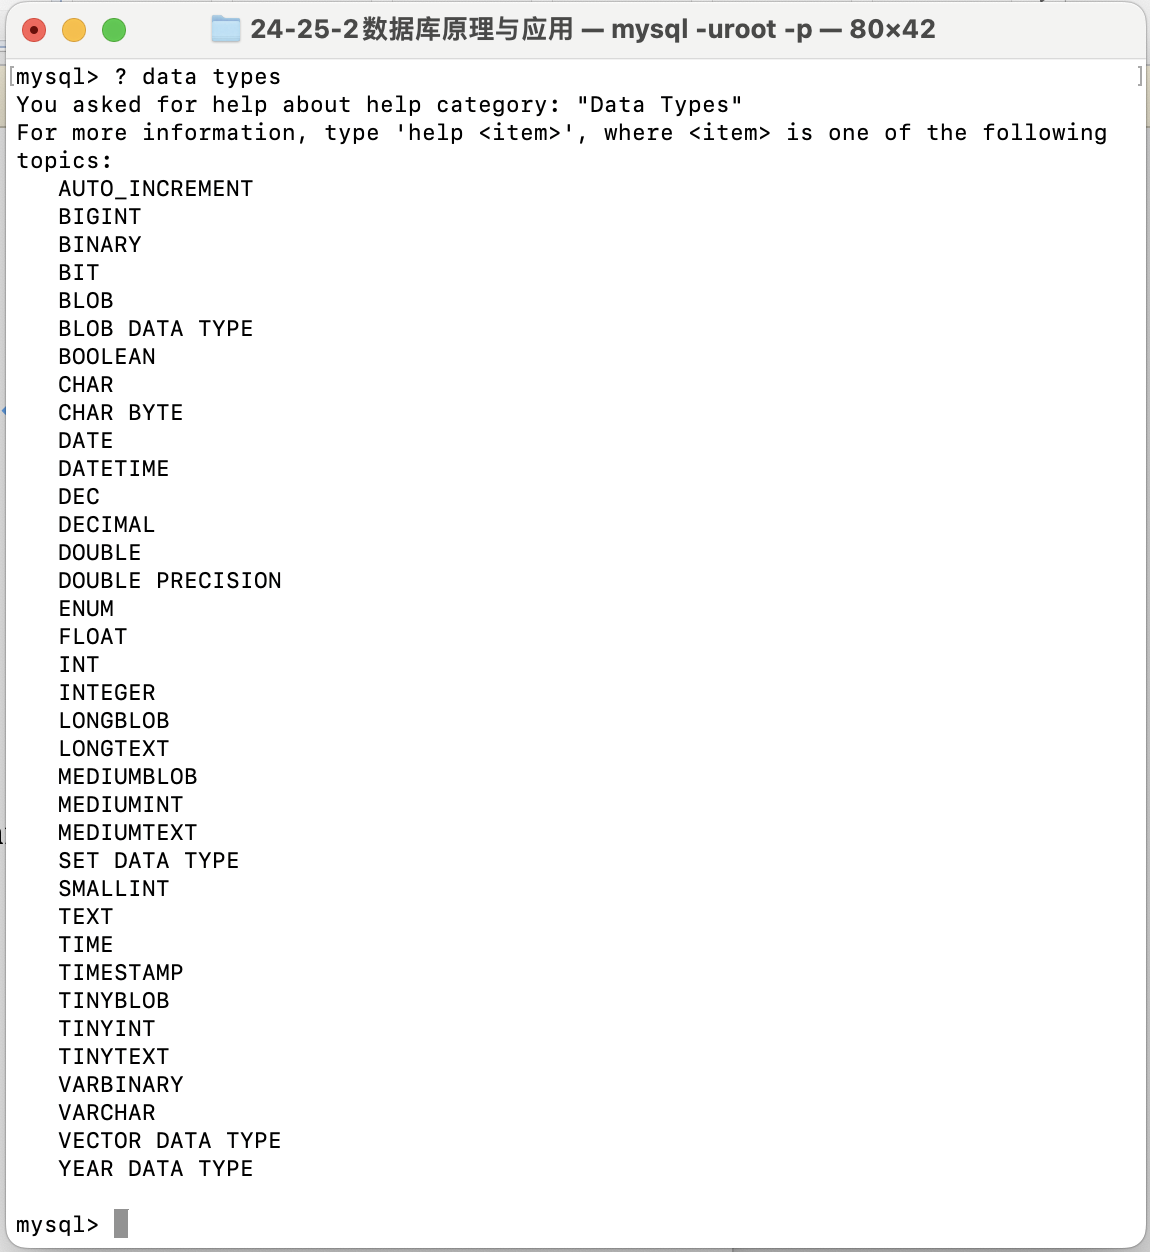 24-25-2数据库原理与应用 — mysql -uroot -p — 80×42
[mysql> ? data types ]
You asked for help about help category: "Data Types"
For more information, type 'help <item>', where <item> is one of the following
topics:
   AUTO_INCREMENT
   BIGINT
   BINARY
   BIT
   BLOB
   BLOB DATA TYPE
   BOOLEAN
   CHAR
   CHAR BYTE
   DATE
   DATETIME
   DEC
   DECIMAL
   DOUBLE
   DOUBLE PRECISION
   ENUM
   FLOAT
   INT
   INTEGER
   LONGBLOB
   LONGTEXT
   MEDIUMBLOB
   MEDIUMINT
   MEDIUMTEXT
   SET DATA TYPE
   SMALLINT
   TEXT
   TIME
   TIMESTAMP
   TINYBLOB
   TINYINT
   TINYTEXT
   VARBINARY
   VARCHAR
   VECTOR DATA TYPE
   YEAR DATA TYPE
mysql>